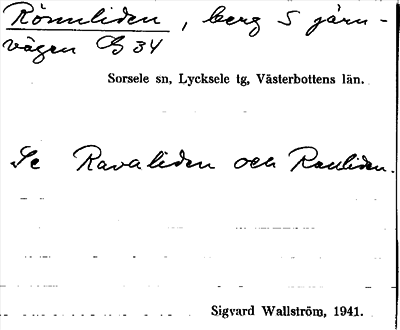 Rönnliden, berg S järn-
vägen G 34
Sorsele sn, Lycksele tg, Västerbottens län.
Se Ravaliden och Rauliden.
Sigvard Wallström, 1941.